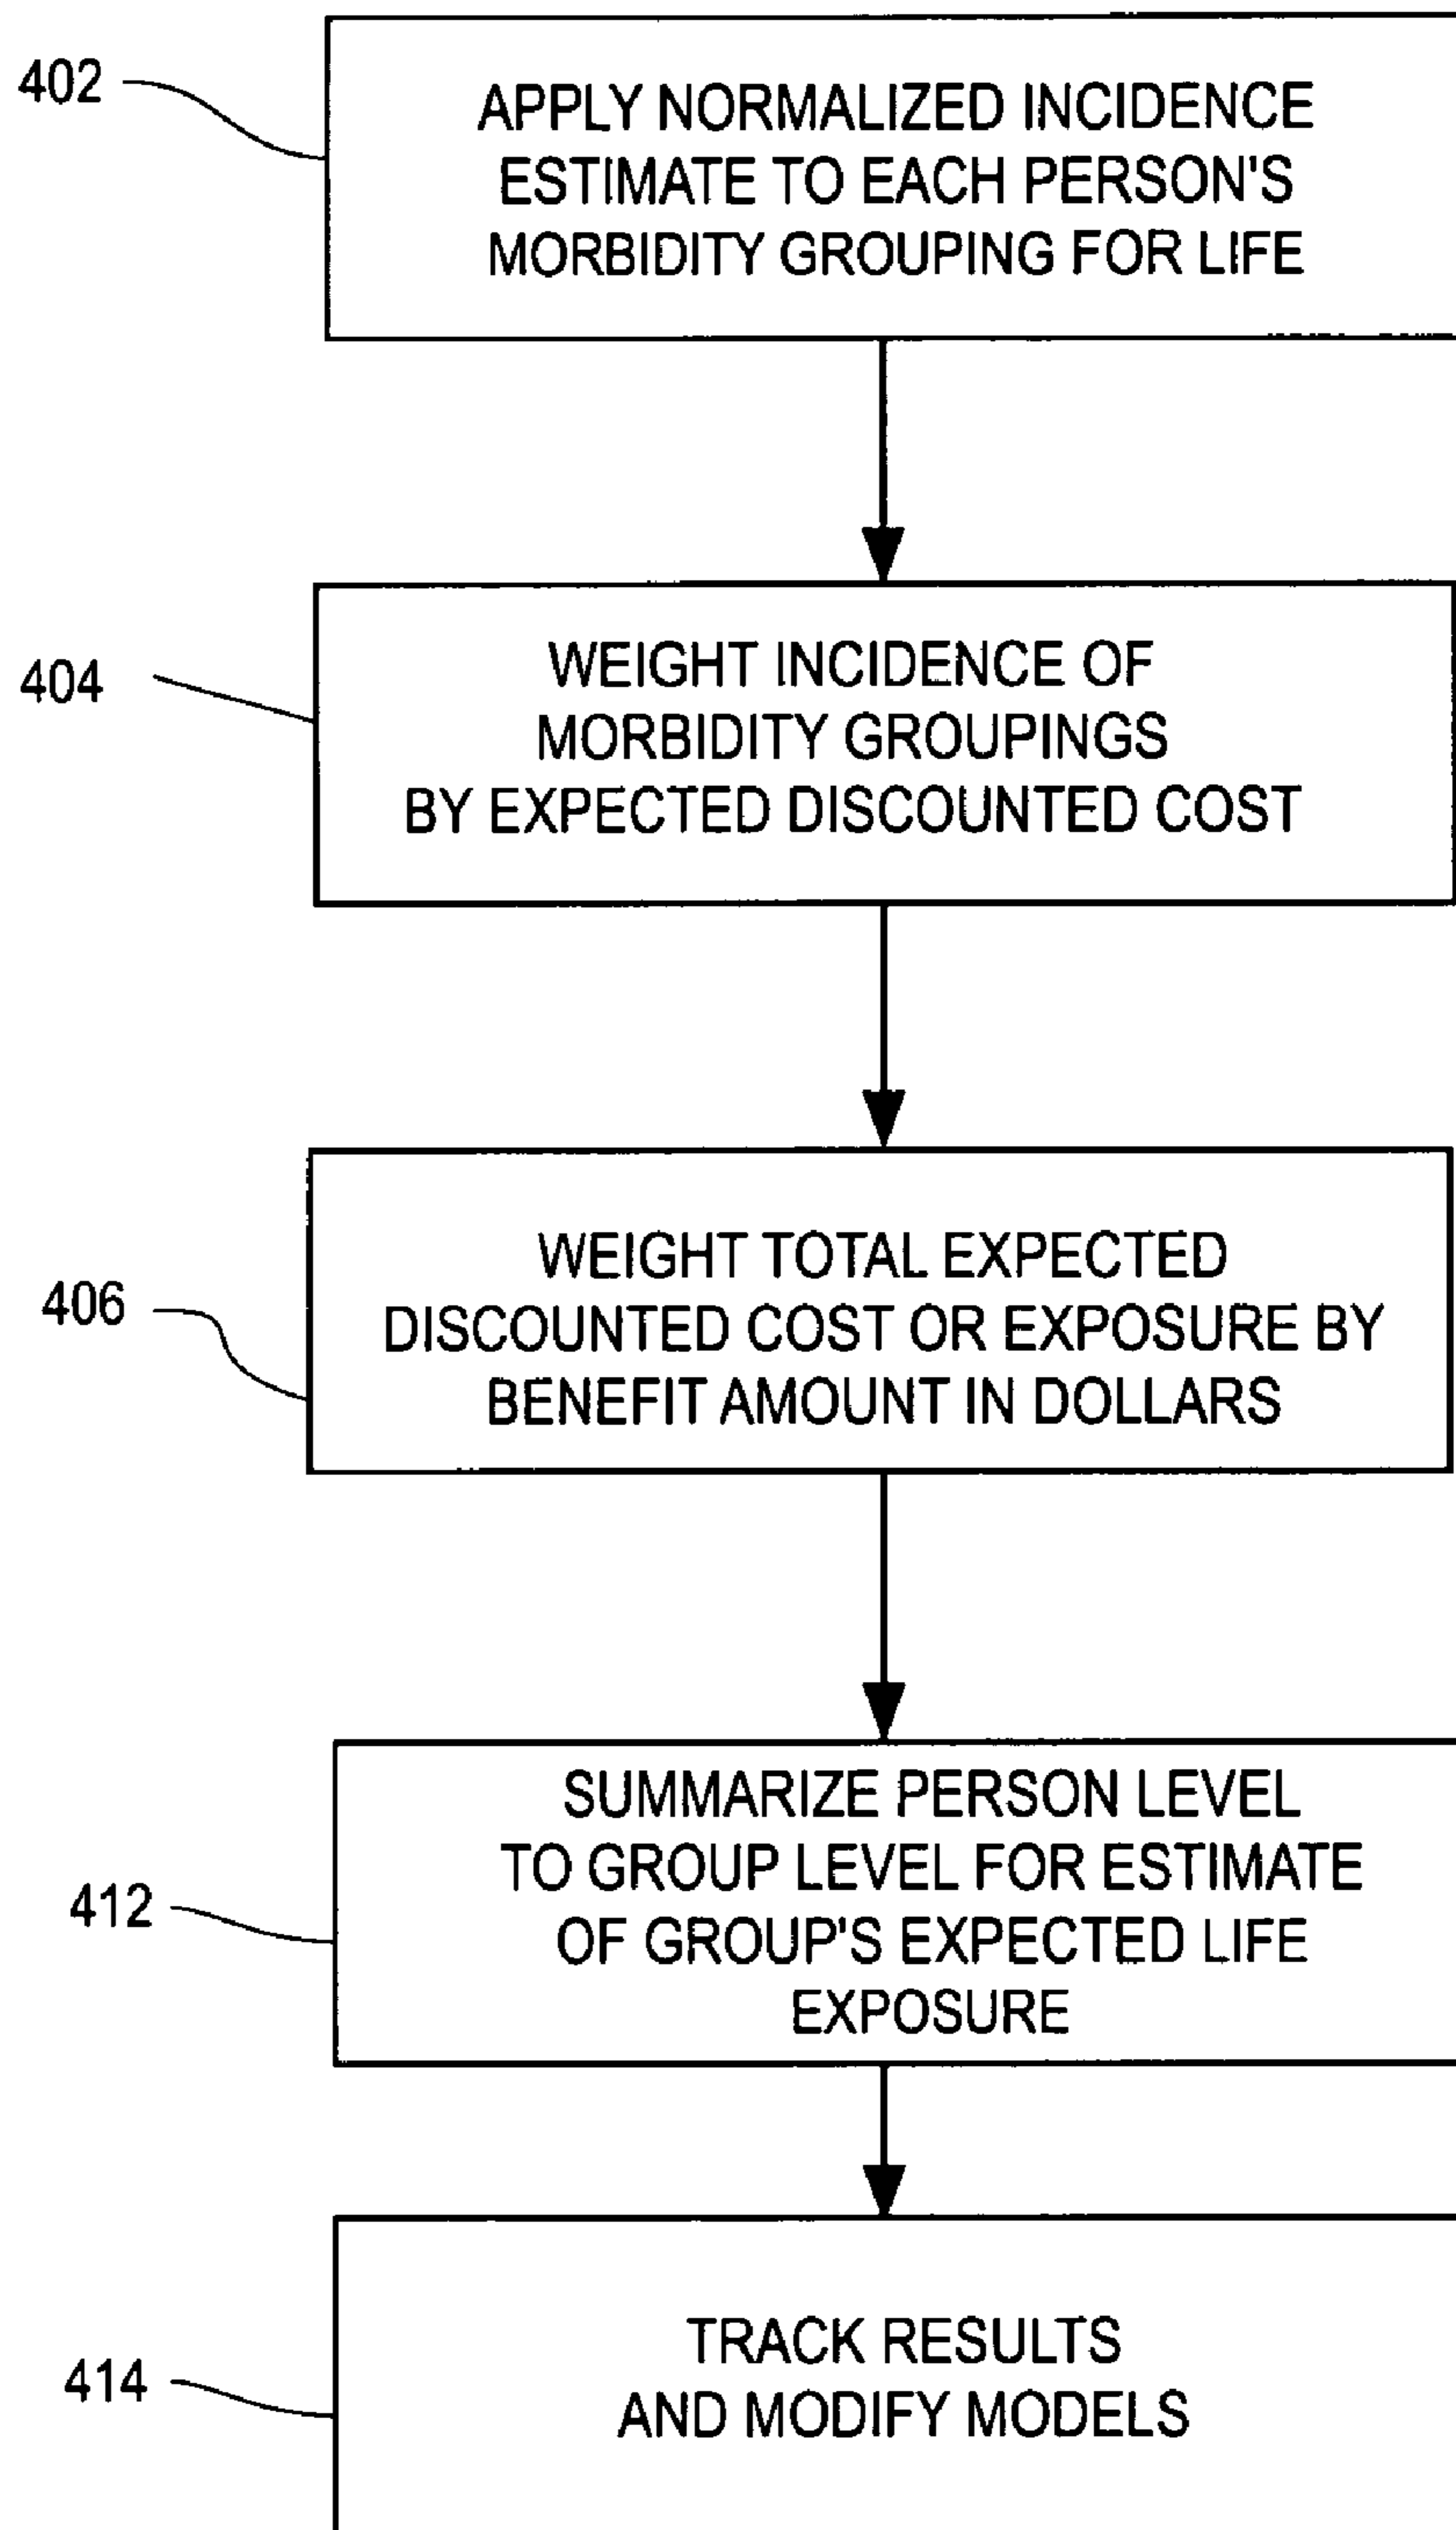 402
APPLY NORMALIZED INCIDENCE
ESTIMATE TO EACH PERSON'S
MORBIDITY GROUPING FOR LIFE
404
WEIGHT INCIDENCE OF
MORBIDITY GROUPINGS
BY EXPECTED DISCOUNTED COST
406
WEIGHT TOTAL EXPECTED
DISCOUNTED COST OR EXPOSURE BY
BENEFIT AMOUNT IN DOLLARS
412
SUMMARIZE PERSON LEVEL
TO GROUP LEVEL FOR ESTIMATE
OF GROUP'S EXPECTED LIFE
EXPOSURE
414
TRACK RESULTS
AND MODIFY MODELS